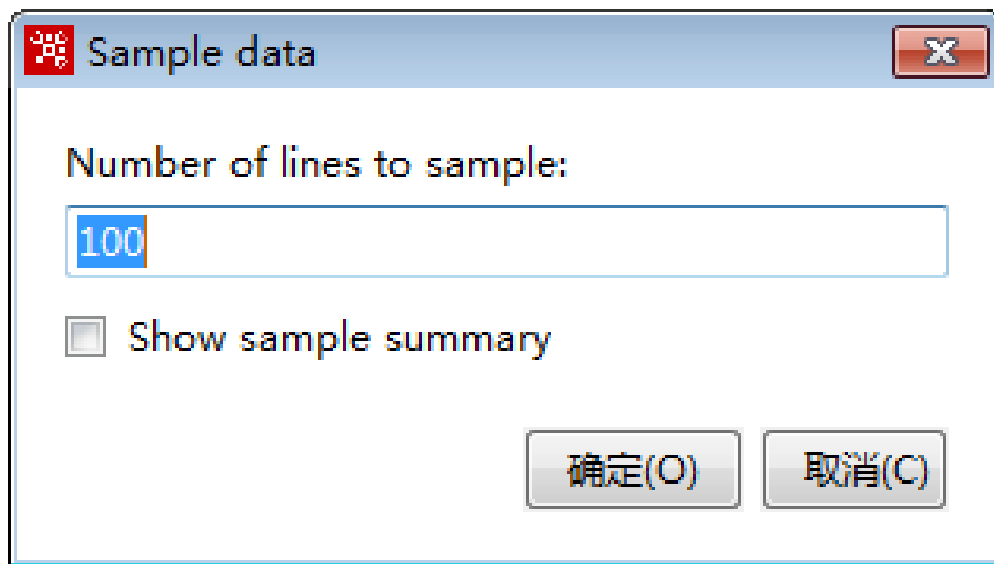 Sample data
Number of lines to sample:
100
Show sample summary
确定(O) 取消(C)